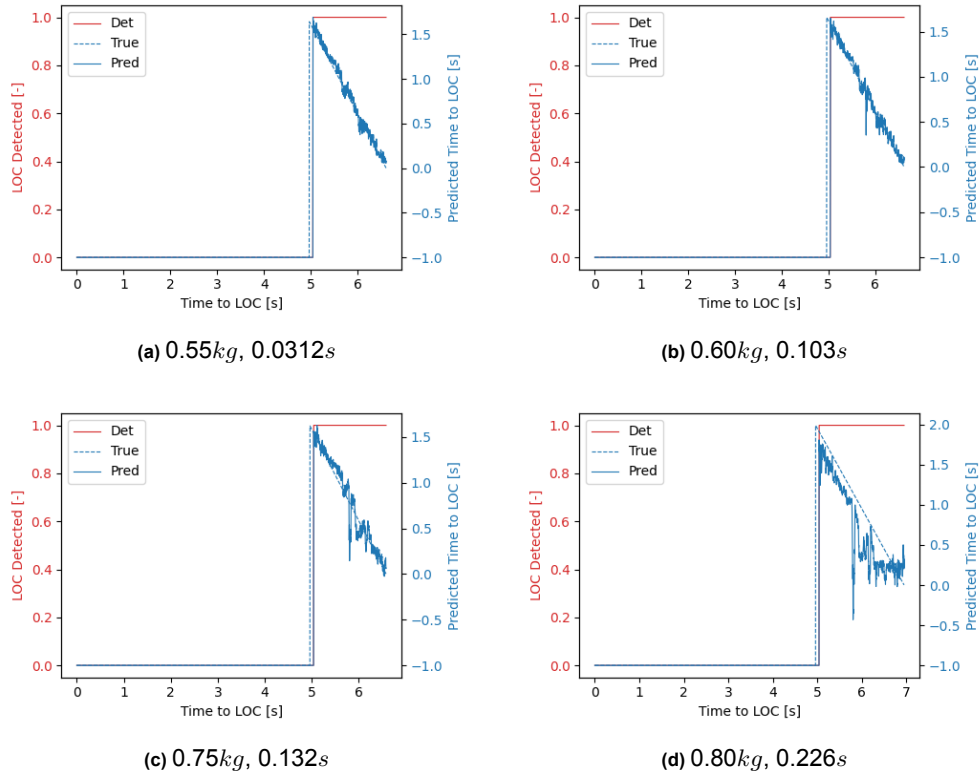 Det
True
Pred
1.0
0.8
0.6
0.4
0.2
0.0
LOC Detected [-]
0 1 2 3 4 5 6
Time to LOC [s]
1.5
1.0
0.5
0.0
−0.5
−1.0
Predicted Time to LOC [s]
(a) 0.55kg, 0.0312s
Det
True
Pred
1.0
0.8
0.6
0.4
0.2
0.0
LOC Detected [-]
0 1 2 3 4 5 6
Time to LOC [s]
1.5
1.0
0.5
0.0
−0.5
−1.0
Predicted Time to LOC [s]
(b) 0.60kg, 0.103s
Det
True
Pred
1.0
0.8
0.6
0.4
0.2
0.0
LOC Detected [-]
0 1 2 3 4 5 6
Time to LOC [s]
1.5
1.0
0.5
0.0
−0.5
−1.0
Predicted Time to LOC [s]
(c) 0.75kg, 0.132s
Det
True
Pred
1.0
0.8
0.6
0.4
0.2
0.0
LOC Detected [-]
0 1 2 3 4 5 6 7
Time to LOC [s]
2.0
1.5
1.0
0.5
0.0
−0.5
−1.0
Predicted Time to LOC [s]
(d) 0.80kg, 0.226s